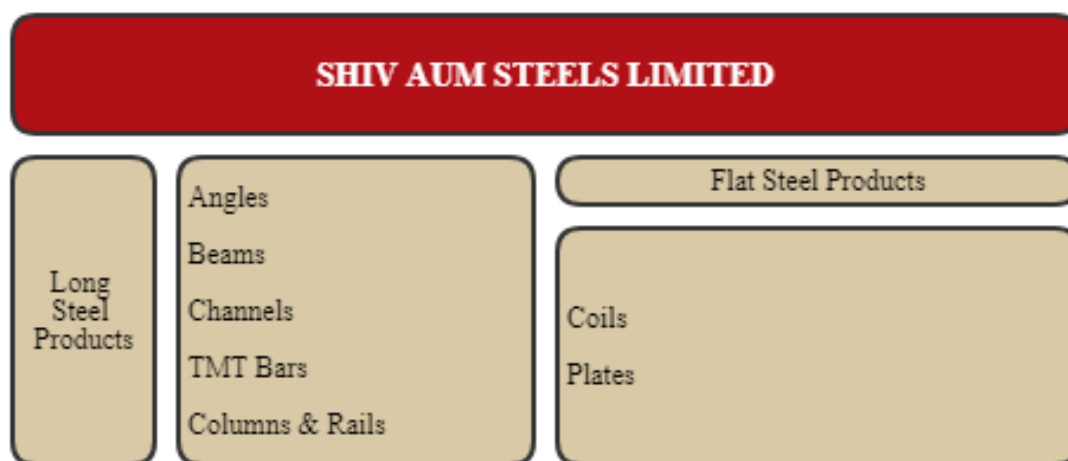 SHIV AUM STEELS LIMITED
Long
Steel
Products
Angles
Beams
Channels
TMT Bars
Columns & Rails
Flat Steel Products
Coils
Plates